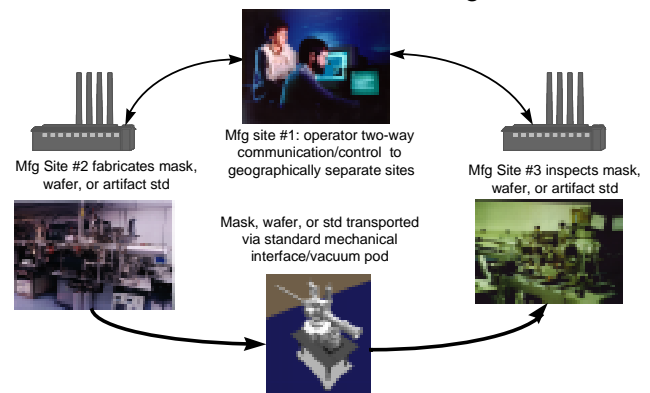 Mfg site #1: operator two-way
communication/control to
geographically separate sites
Mfg Site #2 fabricates mask,
wafer, or artifact std
Mfg Site #3 inspects mask,
wafer, or artifact std
Mask, wafer, or std transported
via standard mechanical
interface/vacuum pod